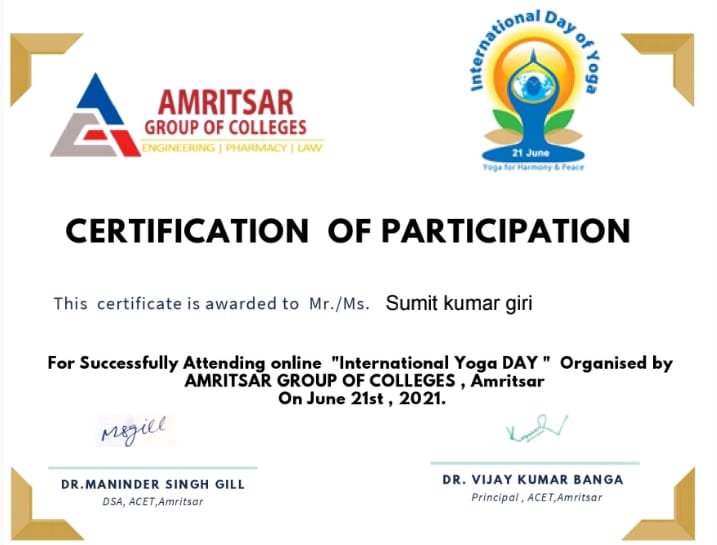 International Day of Yoga
AMRITSAR
GROUP OF COLLEGES
ENGINEERING | PHARMACY | LAW
21 June
Yoga for Harmony & Peace
CERTIFICATION OF PARTICIPATION
This certificate is awarded to Mr./Ms. Sumit kumar giri
For Successfully Attending online "International Yoga DAY " Organised by
AMRITSAR GROUP OF COLLEGES , Amritsar
On June 21st , 2021.
MSgill
DR.MANINDER SINGH GILL
DSA, ACET,Amritsar
DR. VIJAY KUMAR BANGA
Principal , ACET,Amritsar